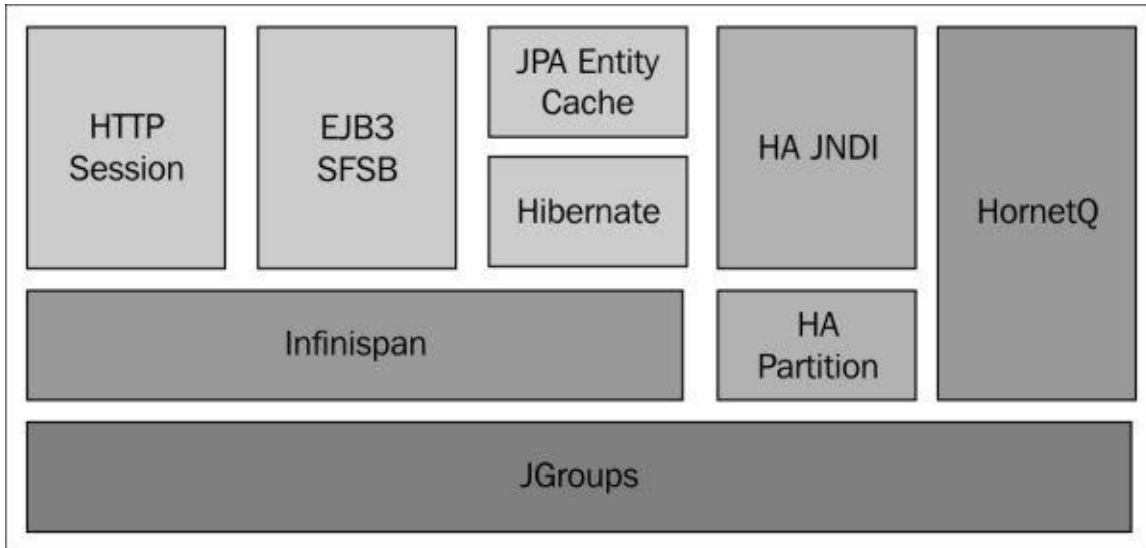 HTTP
Session
EJB3
SFSB
JPA Entity
Cache
Hibernate
HA JNDI
HornetQ
Infinispan
HA
Partition
JGroups